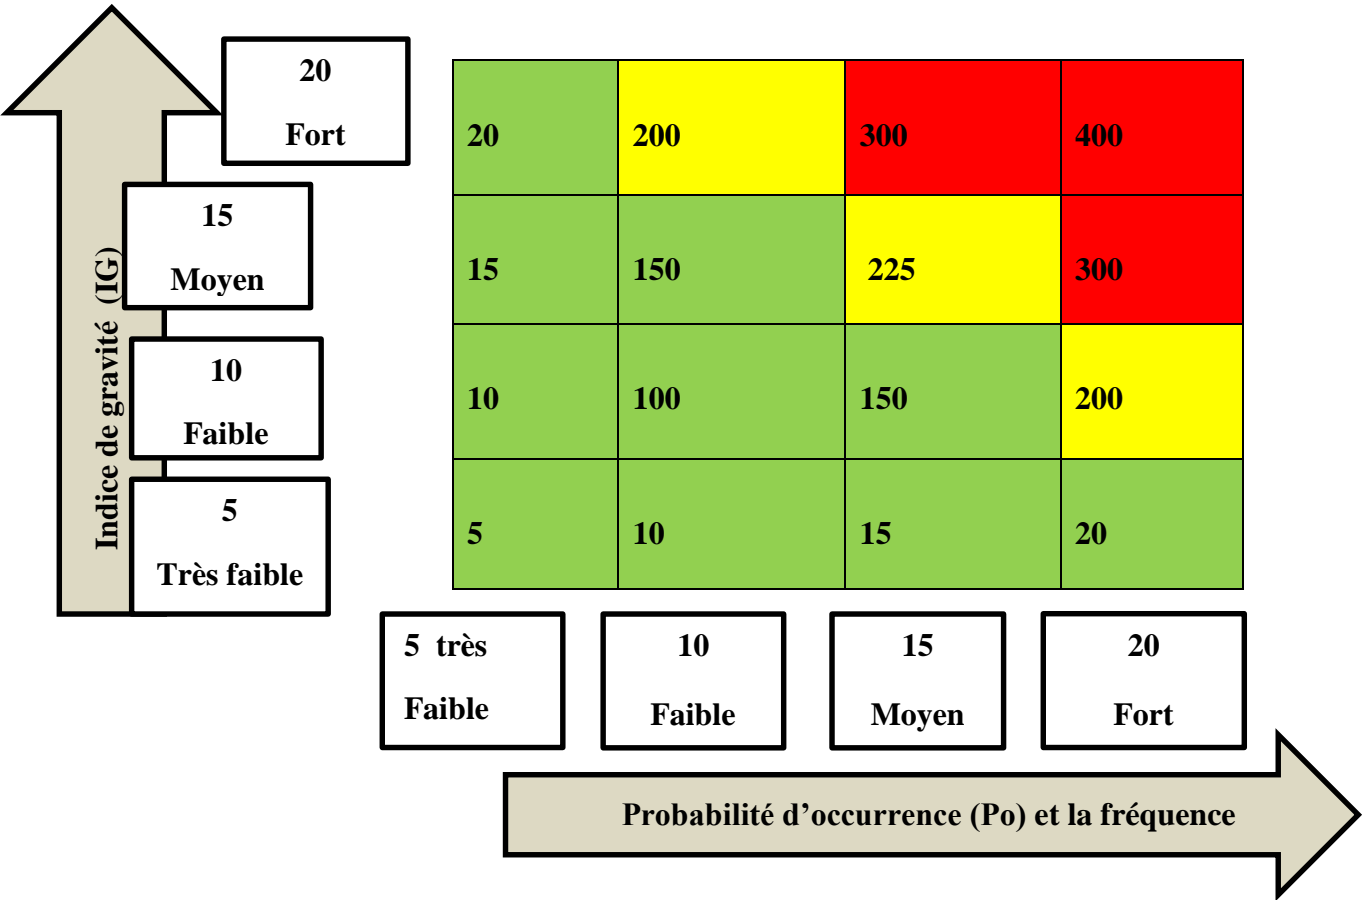 20
Fort
15
Moyen
10
Faible
5
Très faible
Indice de gravité (IG)
20 200 300 400
15 150 225 300
10 100 150 200
5 10 15 20
5 très
Faible
10
Faible
15
Moyen
20
Fort
Probabilité d’occurrence (Po) et la fréquence